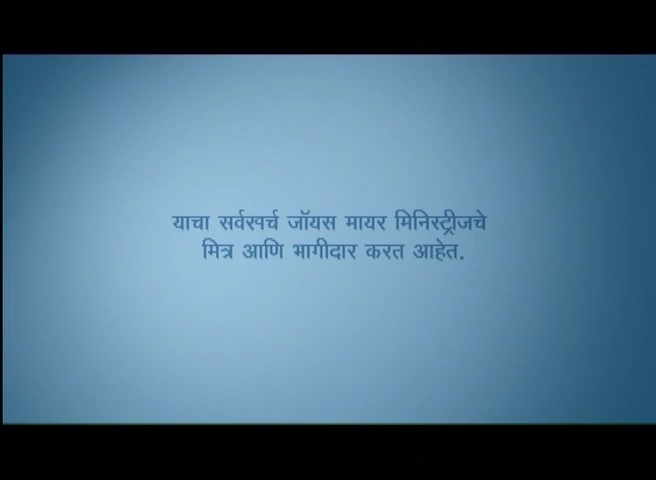 याचा सर्वखर्च जॉयस मायर मिनिस्ट्रीजचे
मित्र आणि भागीदार करत आहेत.